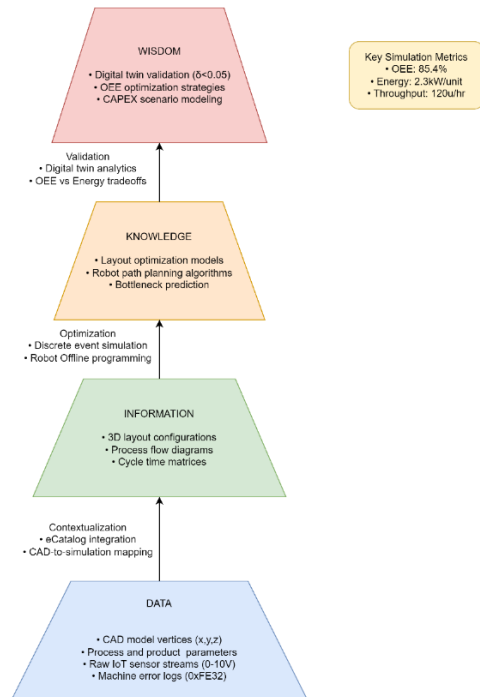 WISDOM
• Digital twin validation (δ<0.05)
• OEE optimization strategies
• CAPEX scenario modeling
Key Simulation Metrics
• OEE: 85.4%
• Energy: 2.3kW/unit
• Throughput: 120u/hr
Validation
• Digital twin analytics
• OEE vs Energy tradeoffs
KNOWLEDGE
• Layout optimization models
• Robot path planning algorithms
• Bottleneck prediction
Optimization
• Discrete event simulation
• Robot Offline programming
INFORMATION
• 3D layout configurations
• Process flow diagrams
• Cycle time matrices
Contextualization
• eCatalog integration
• CAD-to-simulation mapping
DATA
• CAD model vertices (x,y,z)
• Process and product parameters
• Raw IoT sensor streams (0-10V)
• Machine error logs (0xFE32)